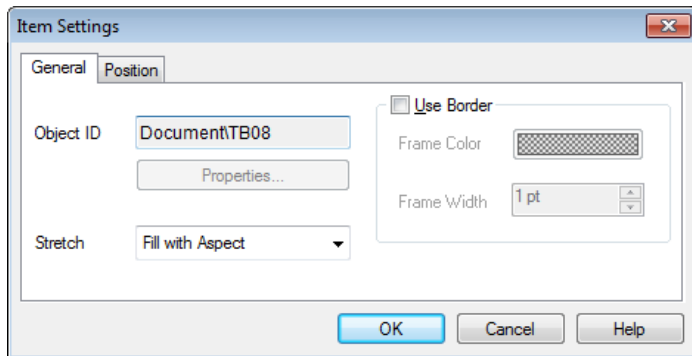 Item Settings
General
Position
Object ID
Document\TB08
Properties...
Stretch
Fill with Aspect
Use Border
Frame Color
Frame Width
1 pt
OK
Cancel
Help